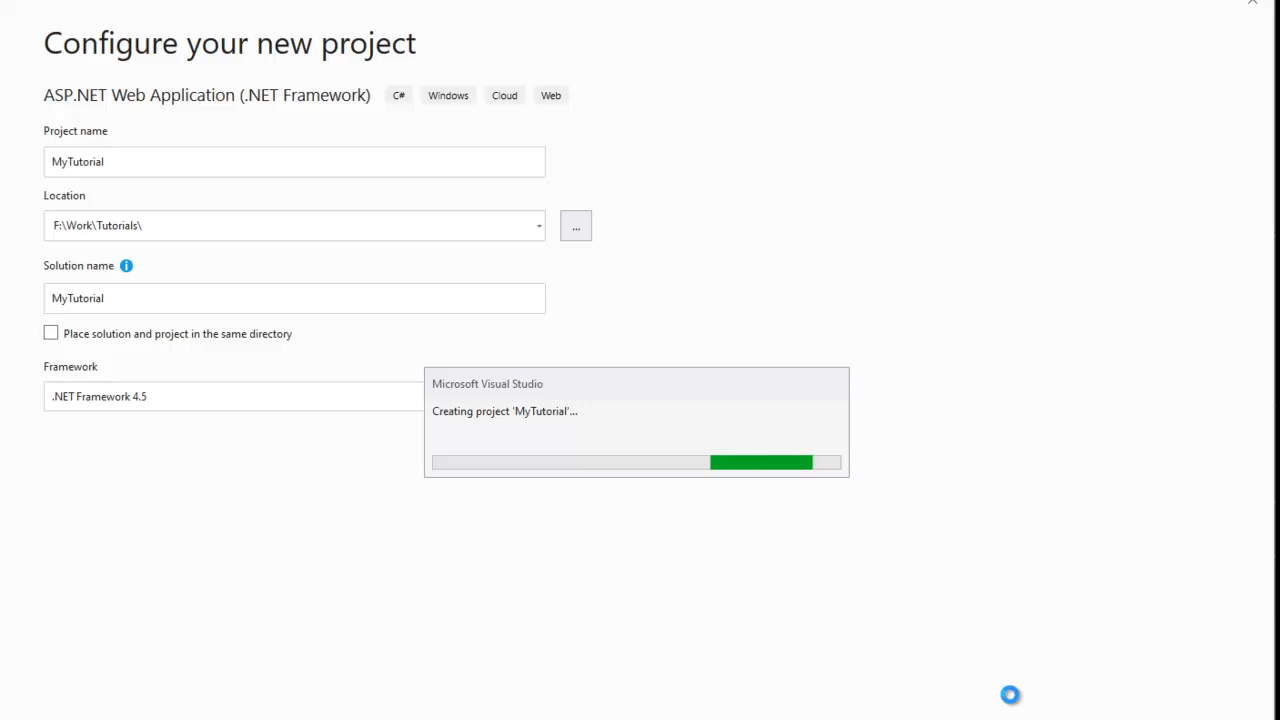 Configure your new project
ASP.NET Web Application (.NET Framework) C# Windows Cloud Web
Project name
MyTutorial
Location
F:\Work\Tutorials\
...
Solution name
MyTutorial
Place solution and project in the same directory
Framework
.NET Framework 4.5
Microsoft Visual Studio
Creating project 'MyTutorial'...